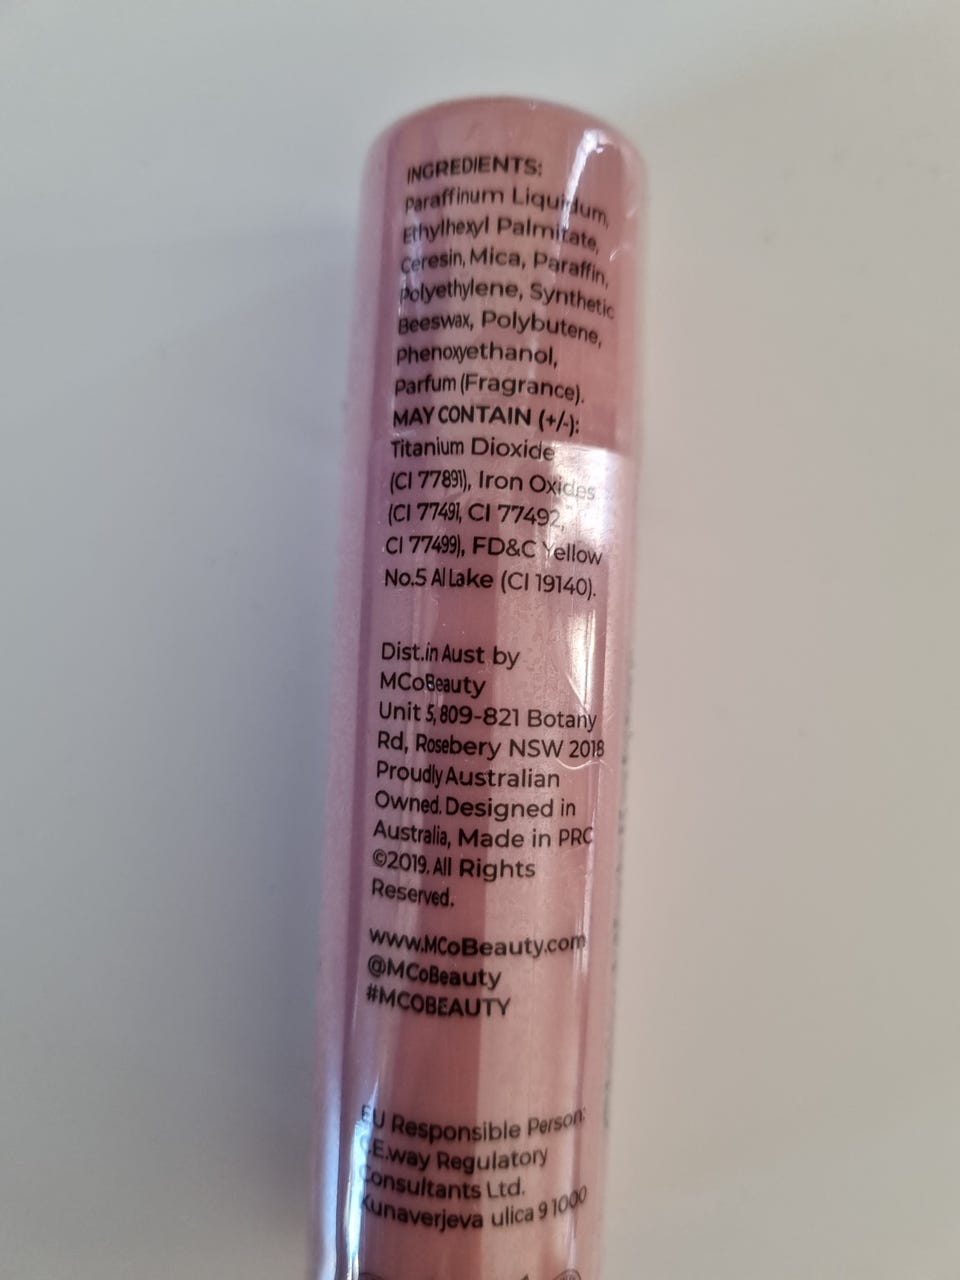 INGREDIENTS:
Paraffinum Liquidum,
Ethylhexyl Palmitate,
Ceresin, Mica, Paraffin,
Polyethylene, Synthetic
Beeswax, Polybutene,
Phenoxyethanol,
Parfum (Fragrance).
MAY CONTAIN (+/-):
Titanium Dioxide
(CI 77891), Iron Oxides
(CI 77491, CI 77492,
CI 77499), FD&C Yellow
No.5 Al Lake (CI 19140).
Dist. in Aust by
MCoBeauty
Unit 5, 809-821 Botany
Rd, Rosebery NSW 2018
Proudly Australian
Owned. Designed in
Australia, Made in PRC
©2019. All Rights
Reserved.
www.MCoBeauty.com
@MCoBeauty
#MCOBEAUTY
EU Responsible Person:
CE.way Regulatory
Consultants Ltd.
Kunaverjeva ulica 9 1000